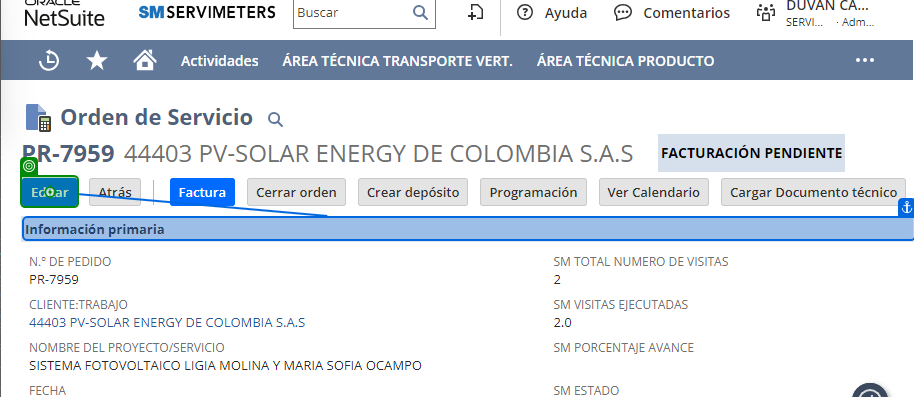 ORACLE
NetSuite
SM SERVIMETERS
Buscar
Ayuda
Comentarios
DUVAN CA...
SERVI... · Adm...
Actividades ÁREA TÉCNICA TRANSPORTE VERT. ÁREA TÉCNICA PRODUCTO
Orden de Servicio
PR-7959 44403 PV-SOLAR ENERGY DE COLOMBIA S.A.S FACTURACIÓN PENDIENTE
Atrás Factura Cerrar orden Crear depósito Programación Ver Calendario Cargar Documento técnico
Información primaria
N.º DE PEDIDO
PR-7959
CLIENTE:TRABAJO
44403 PV-SOLAR ENERGY DE COLOMBIA S.A.S
NOMBRE DEL PROYECTO/SERVICIO
SISTEMA FOTOVOLTAICO LIGIA MOLINA Y MARIA SOFIA OCAMPO
FECHA
SM TOTAL NUMERO DE VISITAS
2
SM VISITAS EJECUTADAS
2.0
SM PORCENTAJE AVANCE
SM ESTADO